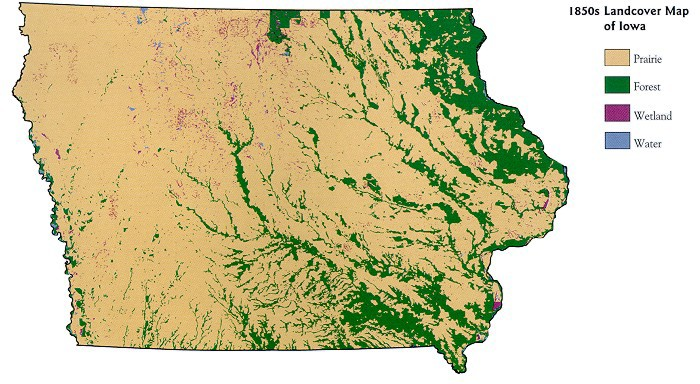 1850s Landcover Map
of Iowa
Prairie
Forest
Wetland
Water